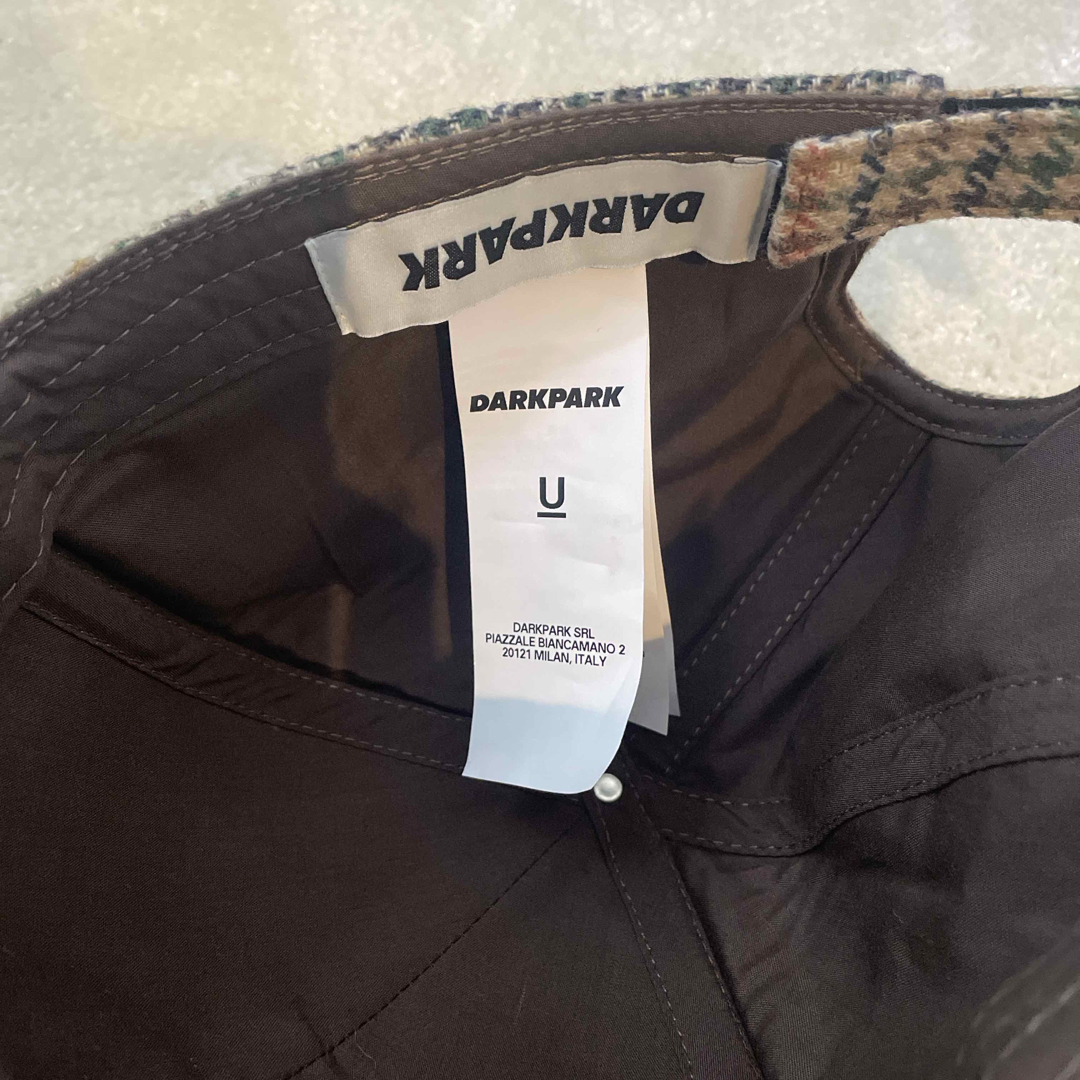 DARKPARK
DARKPARK
U
DARKPARK SRL
PIAZZALE BIANCAMANO 2
20121 MILAN, ITALY